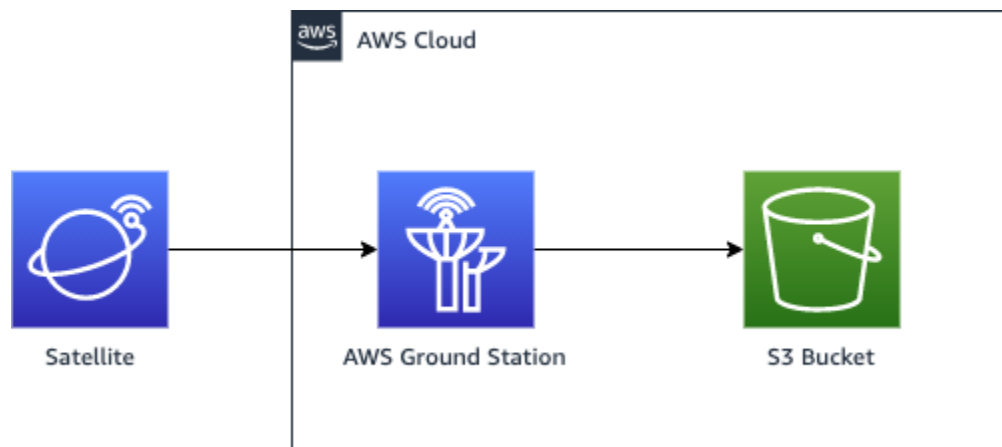 aws
AWS Cloud
Satellite
AWS Ground Station
S3 Bucket